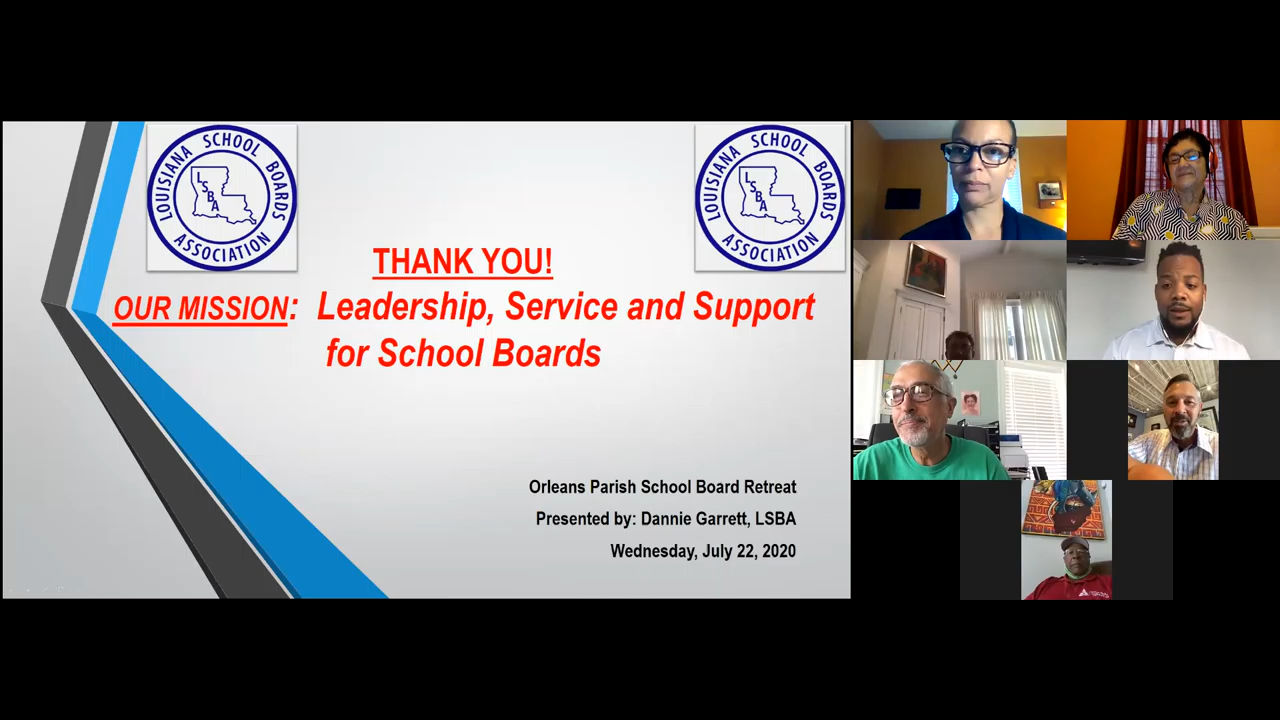 LOUISIANA SCHOOL BOARDS ASSOCIATION
LSBA
LOUISIANA SCHOOL BOARDS ASSOCIATION
LSBA
THANK YOU!
OUR MISSION: Leadership, Service and Support
for School Boards
Orleans Parish School Board Retreat
Presented by: Dannie Garrett, LSBA
Wednesday, July 22, 2020